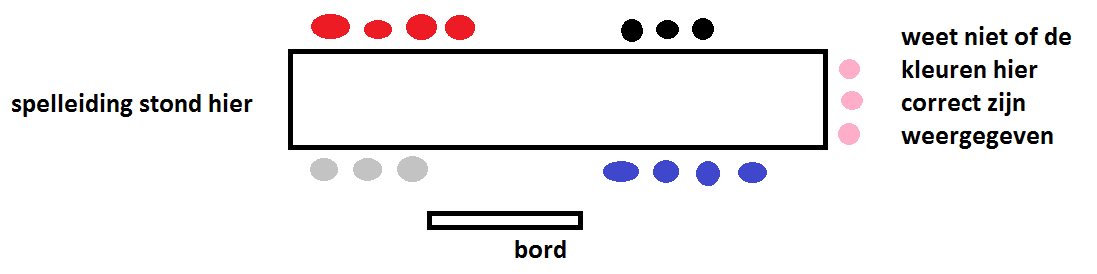 spelleiding stond hier
weet niet of de
kleuren hier
correct zijn
weergegeven
bord